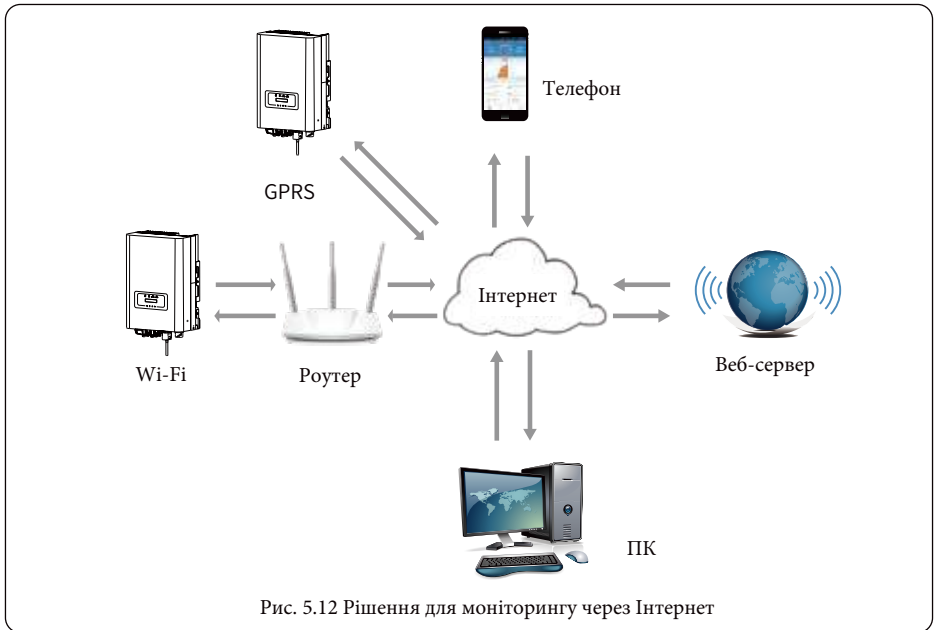 Телефон
GPRS
Інтернет
Wi-Fi
Роутер
Веб-сервер
ПК
Рис. 5.12 Рішення для моніторингу через Інтернет